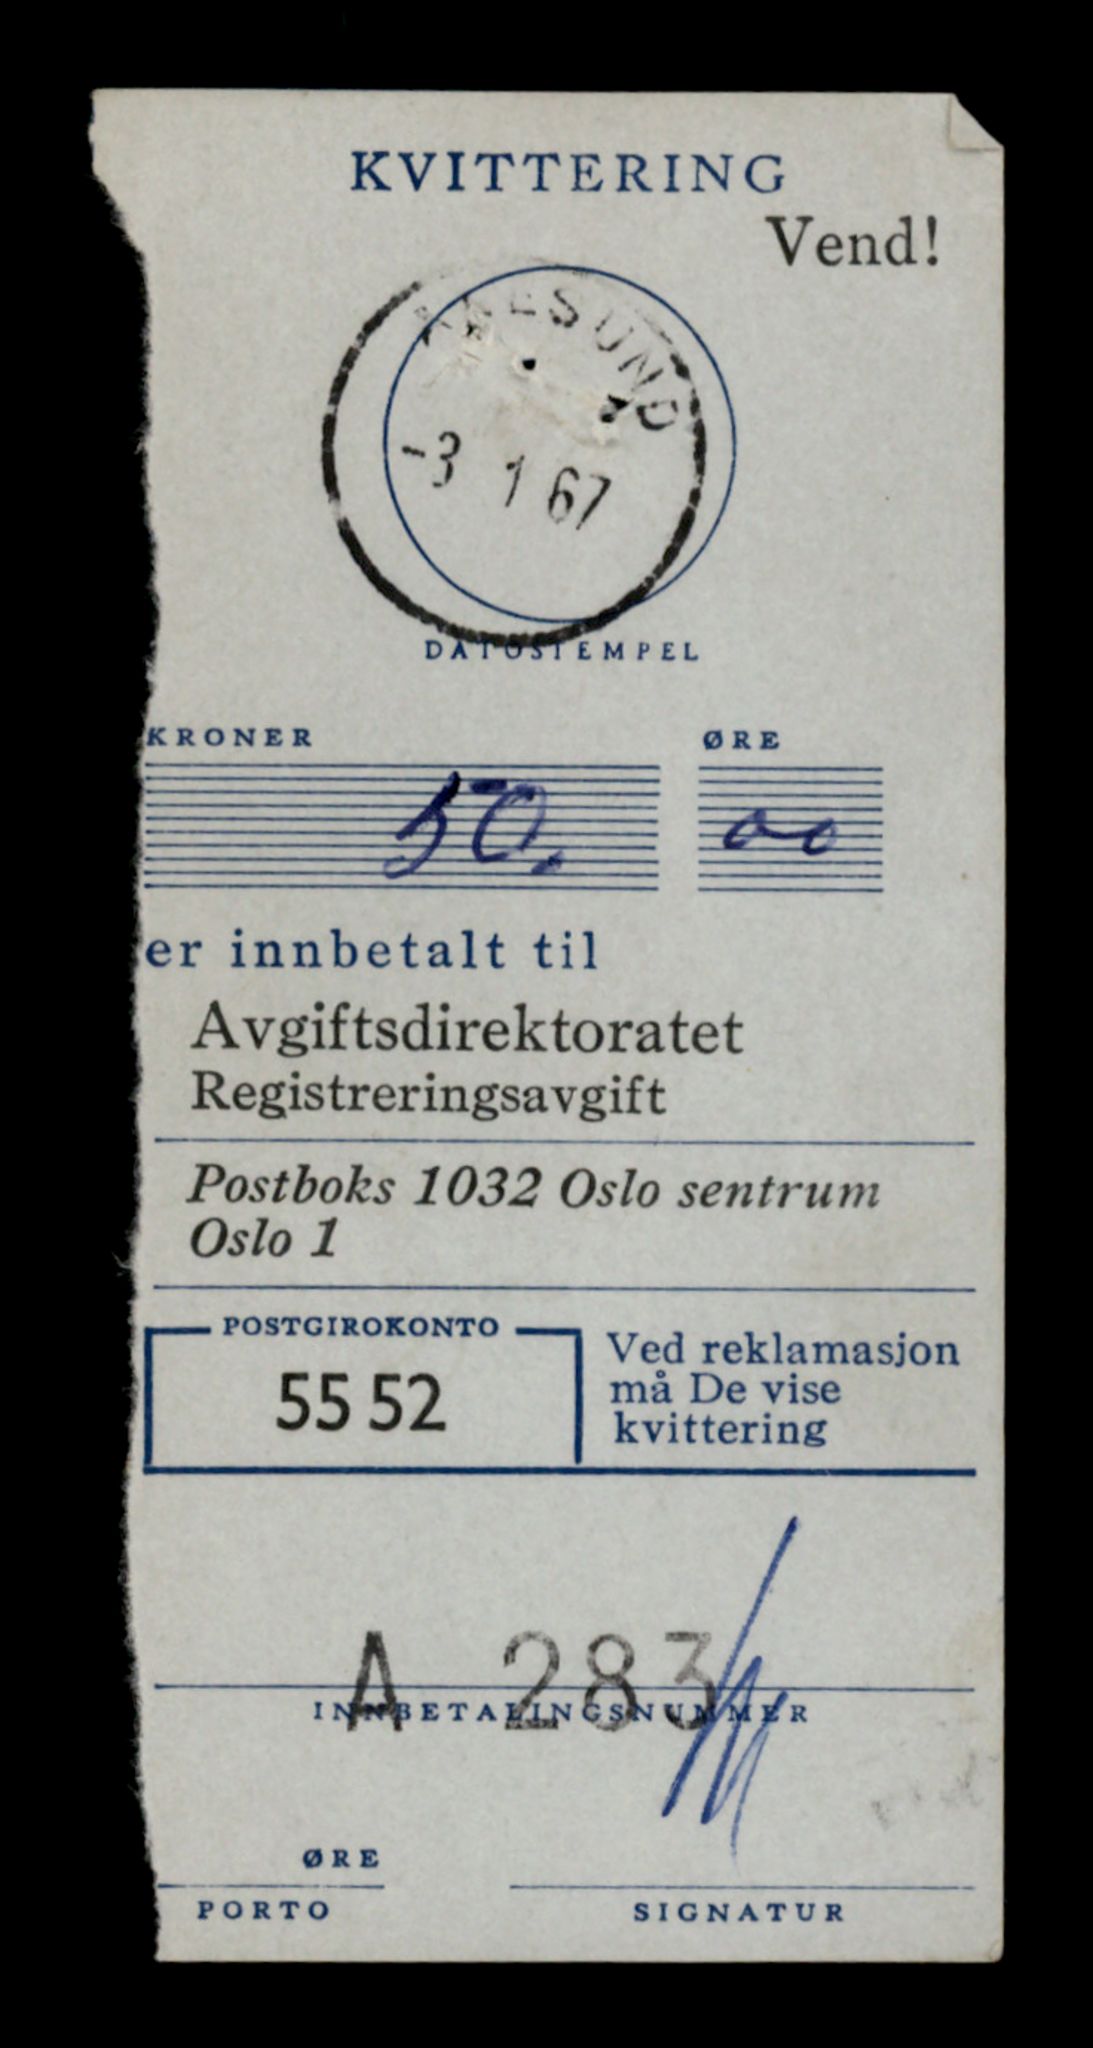 KVITTERING
Vend!
AALESUND
-3 1 67
DATOSTEMPEL
KRONER ØRE
50. 00
er innbetalt til
Avgiftsdirektoratet
Registreringsavgift
Postboks 1032 Oslo sentrum
Oslo 1
POSTGIROKONTO
55 52
Ved reklamasjon
må De vise
kvittering
A 283
INNBETALINGSNUMMER
ØRE
PORTO
SIGNATUR